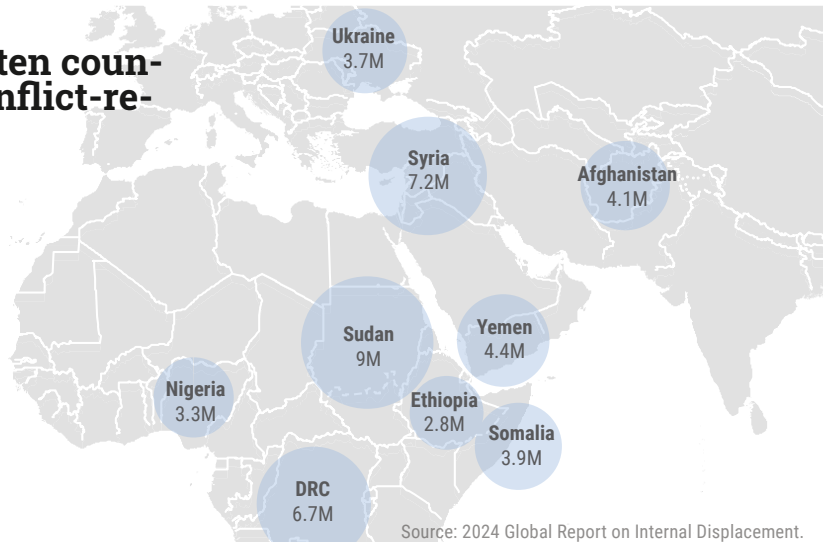 ten coun-
nflict-re-
Ukraine
3.7M
Syria
7.2M
Afghanistan
4.1M
Sudan
9M
Yemen
4.4M
Nigeria
3.3M
Ethiopia
2.8M
Somalia
3.9M
DRC
6.7M
Source: 2024 Global Report on Internal Displacement.